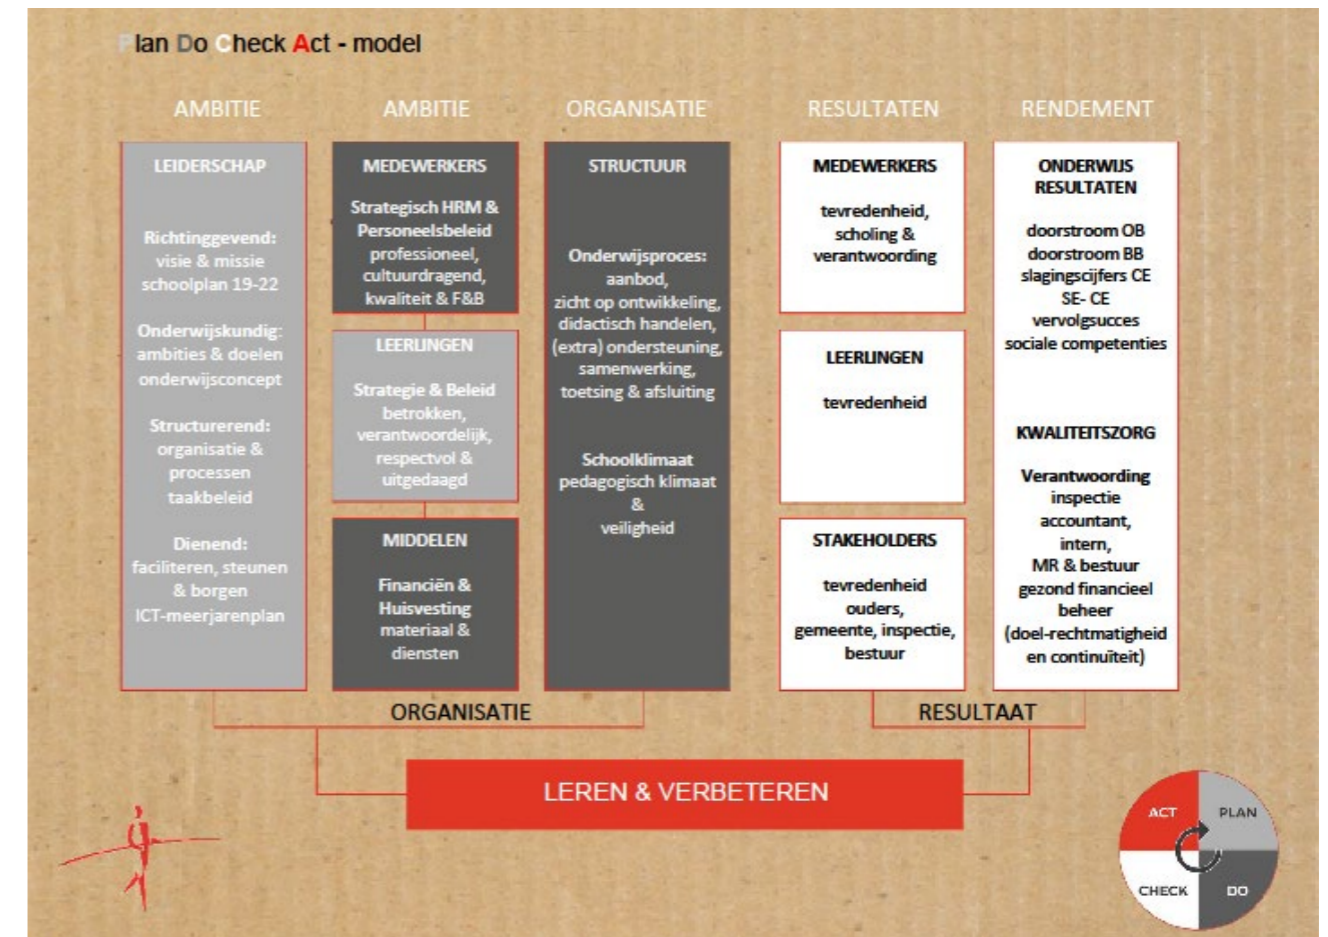 Plan Do Check Act - model
AMBITIE
LEIDERSCHAP
Richtinggevend:
visie & missie
schoolplan 19-22
Onderwijskundig:
ambities & doelen
onderwijsconcept
Structurerend:
organisatie &
processen
taakbeleid
Dienend:
faciliteren, steunen
& borgen
ICT-meerjarenplan
AMBITIE
MEDEWERKERS
Strategisch HRM &
Personeelsbeleid
professioneel,
cultuurdragend,
kwaliteit & F&B
LEERLINGEN
Strategie & Beleid
betrokken,
verantwoordelijk,
respectvol &
uitgedaagd
MIDDELEN
Financiën &
Huisvesting
materiaal &
diensten
ORGANISATIE
STRUCTUUR
Onderwijsproces:
aanbod,
zicht op ontwikkeling,
didactisch handelen,
(extra) ondersteuning,
samenwerking,
toetsing & afsluiting
Schoolklimaat
pedagogisch klimaat
&
veiligheid
RESULTATEN
MEDEWERKERS
tevredenheid,
scholing &
verantwoording
LEERLINGEN
tevredenheid
STAKEHOLDERS
tevredenheid
ouders,
gemeente, inspectie,
bestuur
RENDEMENT
ONDERWIJS
RESULTATEN
doorstroom OB
doorstroom BB
slagingscijfers CE
SE- CE
vervolgsucces
sociale competenties
KWALITEITSZORG
Verantwoording
inspectie
accountant,
intern,
MR & bestuur
gezond financieel
beheer
(doel-rechtmatigheid
en continuïteit)
ORGANISATIE
RESULTAAT
LEREN & VERBETEREN
ACT
PLAN
CHECK
DO